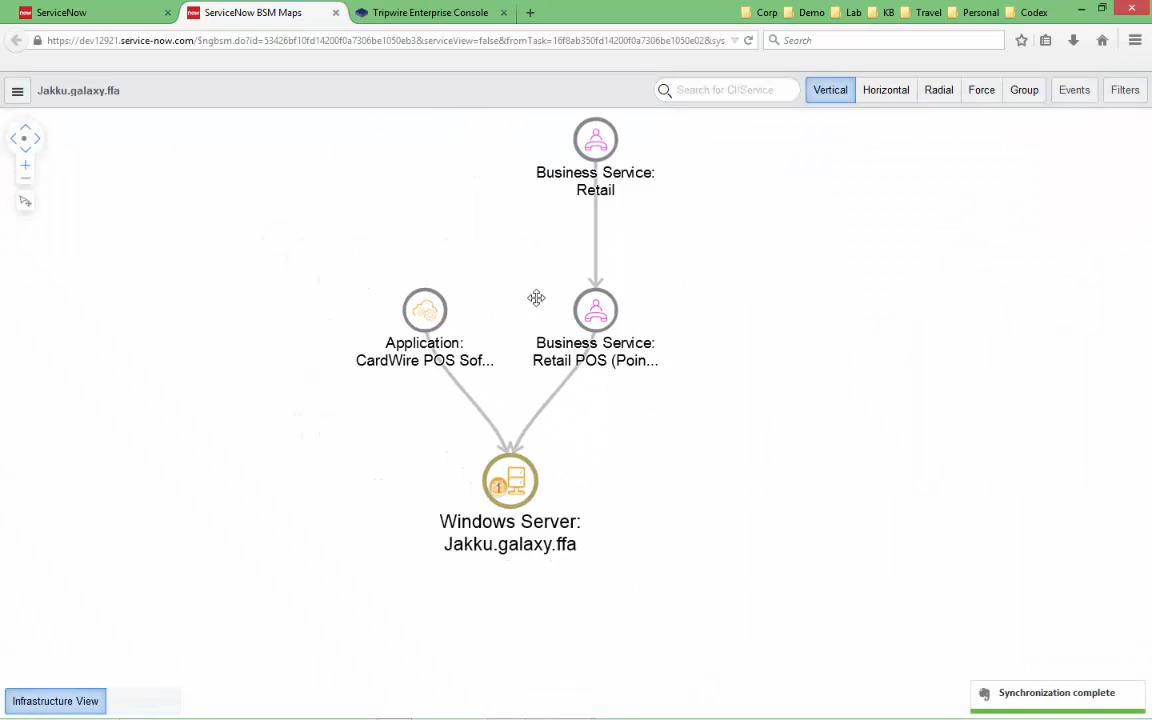 new ServiceNow × new ServiceNow BSM Maps × Tripwire Enterprise Console × +
Corp Demo Lab KB Travel Personal Codex
https://dev12921.service-now.com/$ngbsm.do?id=53426bf10fd14200f0a7306be1050eb3&serviceView=false&fromTask=16f8ab350fd14200f0a7306be1050e02&sys
Search
Jakku.galaxy.ffa
Search for CI/Service
Vertical Horizontal Radial Force Group Events Filters
Business Service:
Retail
Application:
CardWire POS Sof...
Business Service:
Retail POS (Poin...
Windows Server:
Jakku.galaxy.ffa
Infrastructure View
Synchronization complete